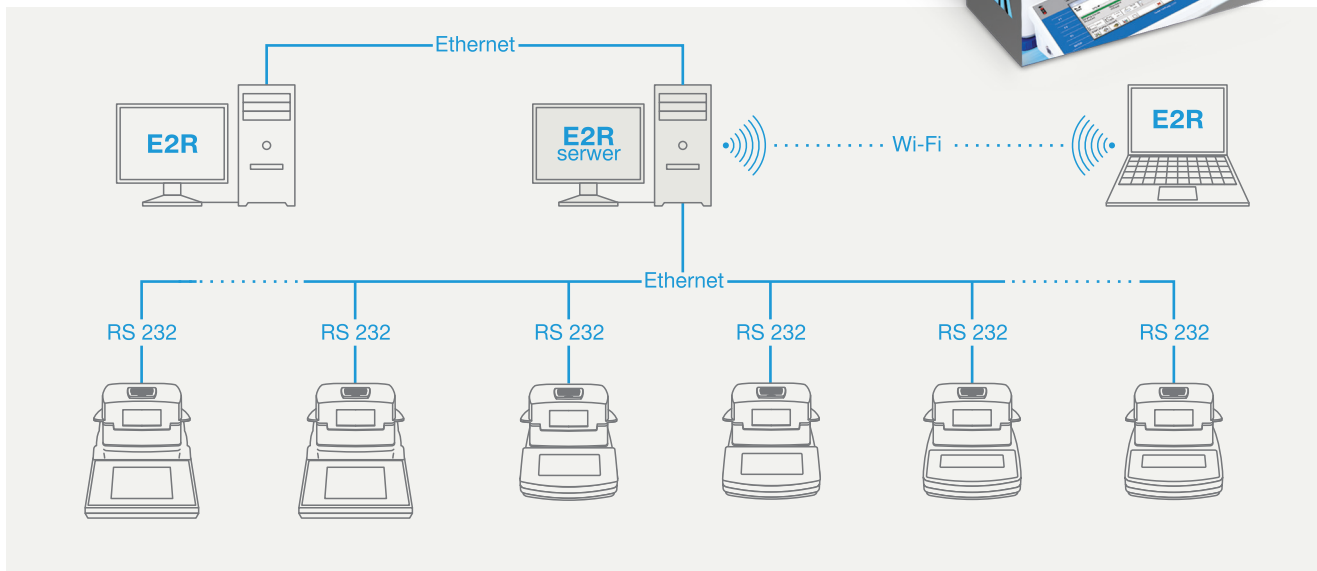 Ethernet
E2R
E2R
serwer
Wi-Fi
E2R
Ethernet
RS 232
RS 232
RS 232
RS 232
RS 232
RS 232